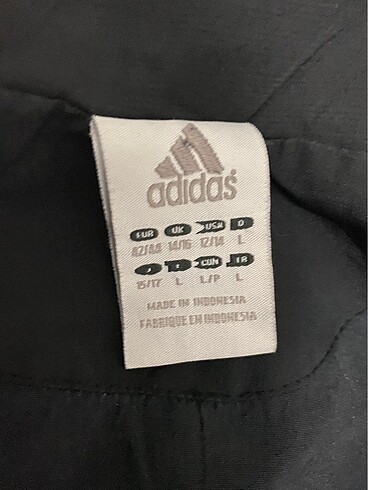 adidas
EUR UK USA D
42/44 14/16 12/14 L
J I CDN
15/17 L L/P L
MADE IN INDONESIA
FABRIQUE EN INDONESIA